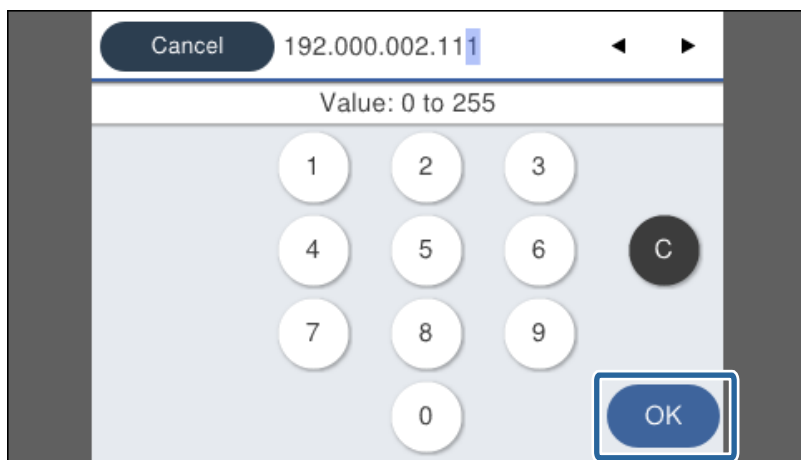 Cancel 192.000.002.111 ◀ ▶
Value: 0 to 255
1 2 3
4 5 6 C
7 8 9
0 OK